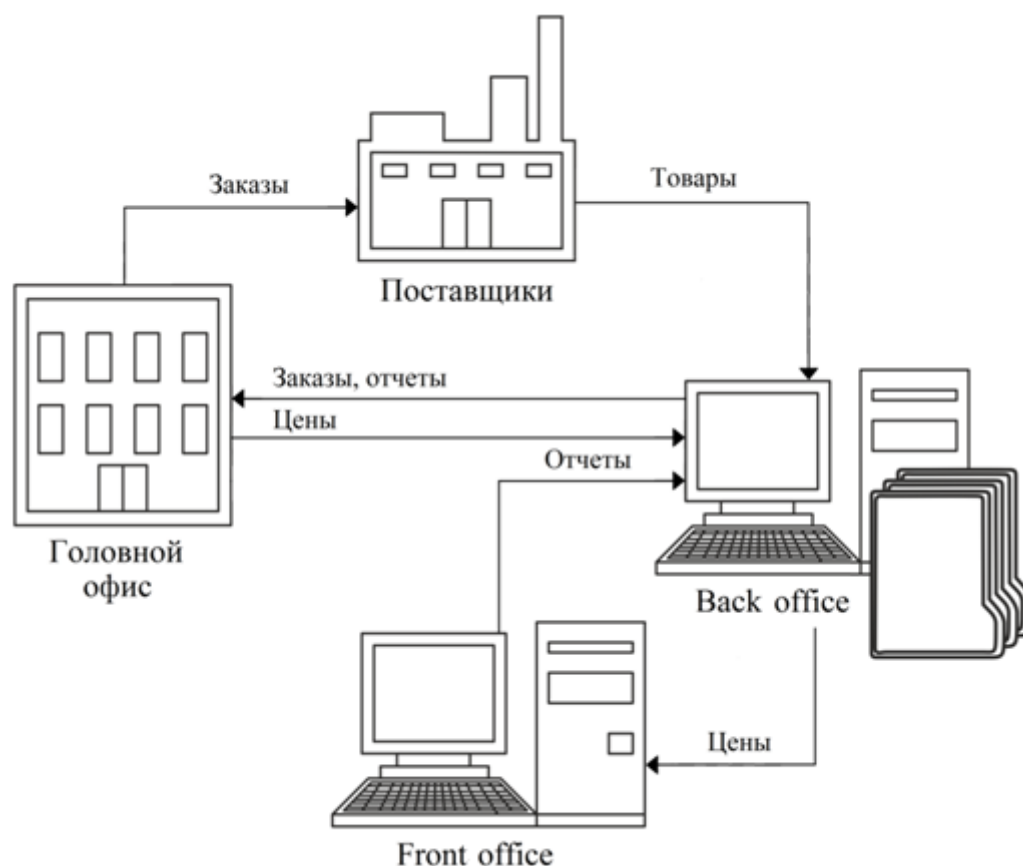 Заказы
Товары
Поставщики
Заказы, отчеты
Цены
Отчеты
Головной
офис
Back office
Цены
Front office